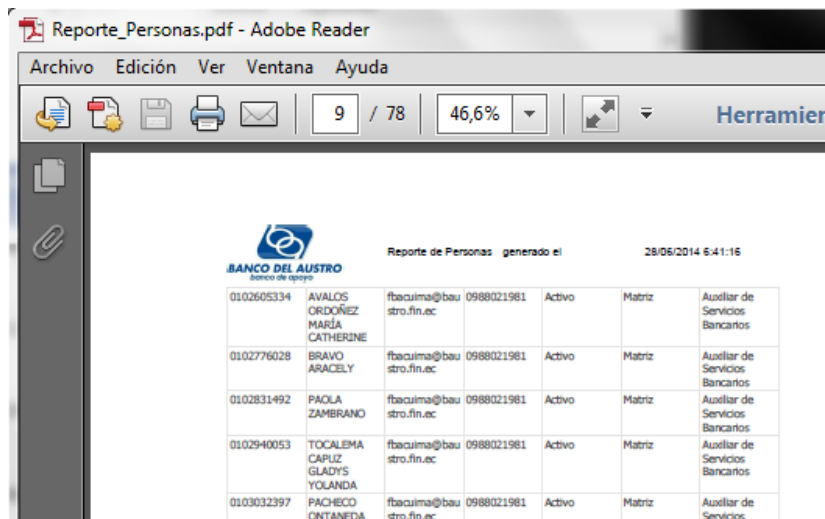 Reporte_Personas.pdf - Adobe Reader
Archivo Edición Ver Ventana Ayuda
9 / 78 46,6% Herramier
BANCO DEL AUSTRO
banco de apoyo
Reporte de Personas generado el 28/06/2014 6:41:16
0102605334 AVALOS fbacuima@bau 0988021981 Activo Matriz Auxiliar de
ORDOÑEZ stro.fin.ec Servicios
MARÍA Bancarios
CATHERINE
0102776028 BRAVO fbacuima@bau 0988021981 Activo Matriz Auxiliar de
ARACELY stro.fin.ec Servicios
Bancarios
0102831492 PAOLA fbacuima@bau 0988021981 Activo Matriz Auxiliar de
ZAMBRANO stro.fin.ec Servicios
Bancarios
0102940053 TOCALEMA fbacuima@bau 0988021981 Activo Matriz Auxiliar de
CAPUZ stro.fin.ec Servicios
GLADYS Bancarios
YOLANDA
0103032397 PACHECO fbacuima@bau 0988021981 Activo Matriz Auxiliar de
ONTANEDA stro.fin.ec Servicios